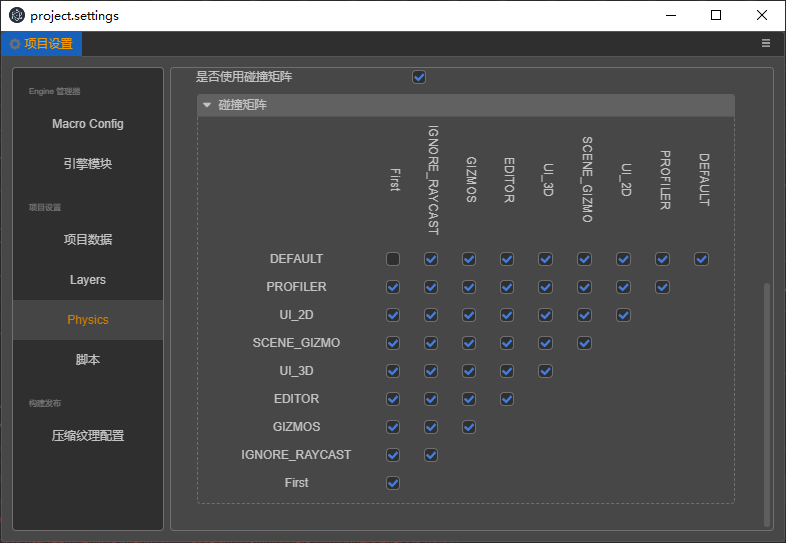 project.settings
项目设置
Engine 管理器
Macro Config
引擎模块
项目设置
项目数据
Layers
Physics
脚本
构建发布
压缩纹理配置
是否使用碰撞矩阵
碰撞矩阵
First
IGNORE_RAYCAST
GIZMOS
EDITOR
UI_3D
SCENE_GIZMO
UI_2D
PROFILER
DEFAULT
DEFAULT
PROFILER
UI_2D
SCENE_GIZMO
UI_3D
EDITOR
GIZMOS
IGNORE_RAYCAST
First